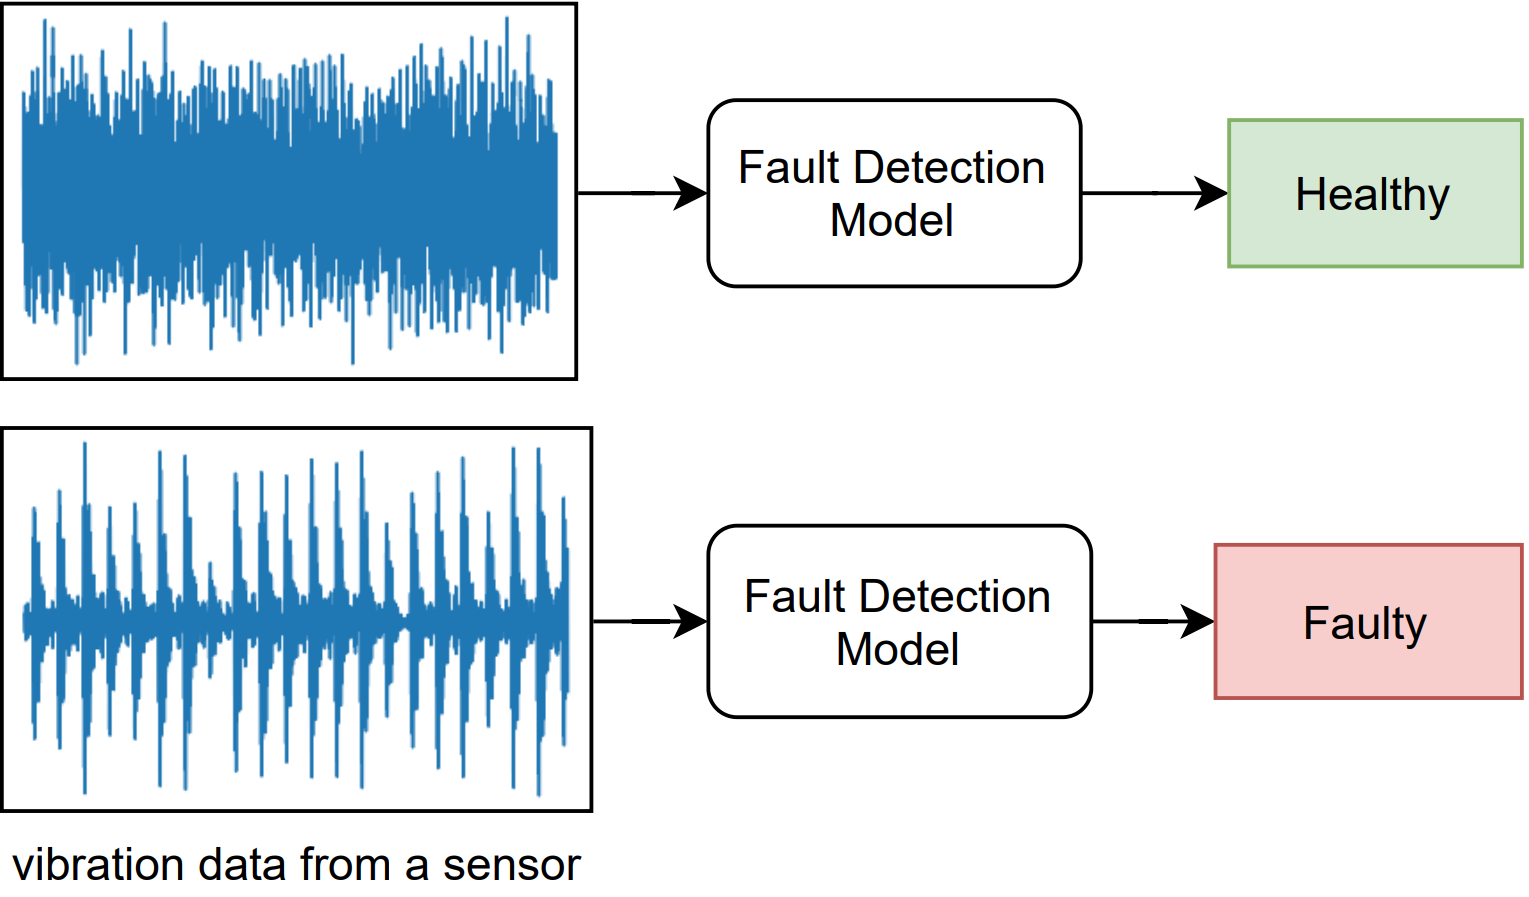 Fault Detection
Model
Healthy
Fault Detection
Model
Faulty
vibration data from a sensor